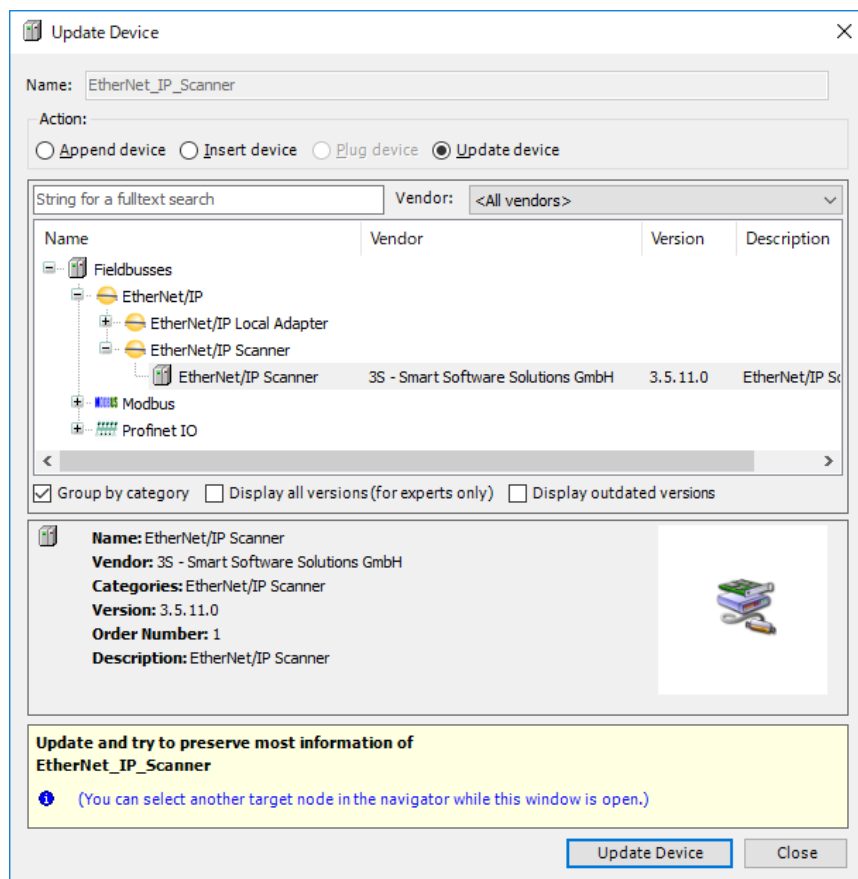 Update Device
Name: EtherNet_IP_Scanner
Action:
Append device Insert device Plug device Update device
String for a fulltext search Vendor: <All vendors>
Name Vendor Version Description
Fieldbusses
EtherNet/IP
EtherNet/IP Local Adapter
EtherNet/IP Scanner
EtherNet/IP Scanner 3S - Smart Software Solutions GmbH 3.5.11.0 EtherNet/IP Sc
MODBUS Modbus
Profinet IO
Group by category Display all versions (for experts only) Display outdated versions
Name: EtherNet/IP Scanner
Vendor: 3S - Smart Software Solutions GmbH
Categories: EtherNet/IP Scanner
Version: 3.5.11.0
Order Number: 1
Description: EtherNet/IP Scanner
Update and try to preserve most information of
EtherNet_IP_Scanner
(You can select another target node in the navigator while this window is open.)
Update Device Close